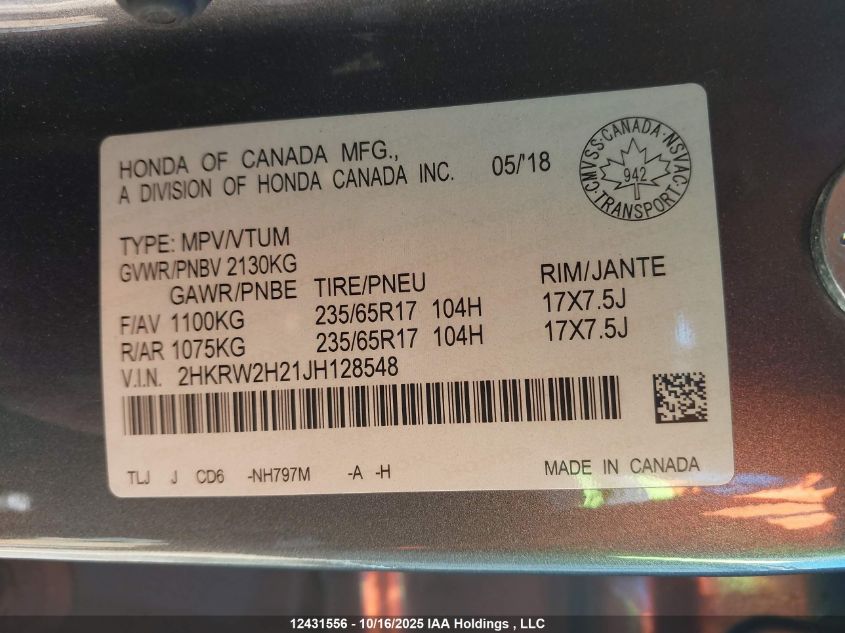 HONDA OF CANADA MFG.,
A DIVISION OF HONDA CANADA INC.
05/'18
CMVSS·CANADA·NSVAC·TRANSPORT·
942
TYPE: MPV/VTUM
GVWR/PNBV 2130KG
GAWR/PNBE TIRE/PNEU RIM/JANTE
F/AV 1100KG 235/65R17 104H 17X7.5J
R/AR 1075KG 235/65R17 104H 17X7.5J
V.I.N. 2HKRW2H21JH128548
TLJ J CD6 -NH797M -A -H MADE IN CANADA
12431556 - 10/16/2025 IAA Holdings , LLC